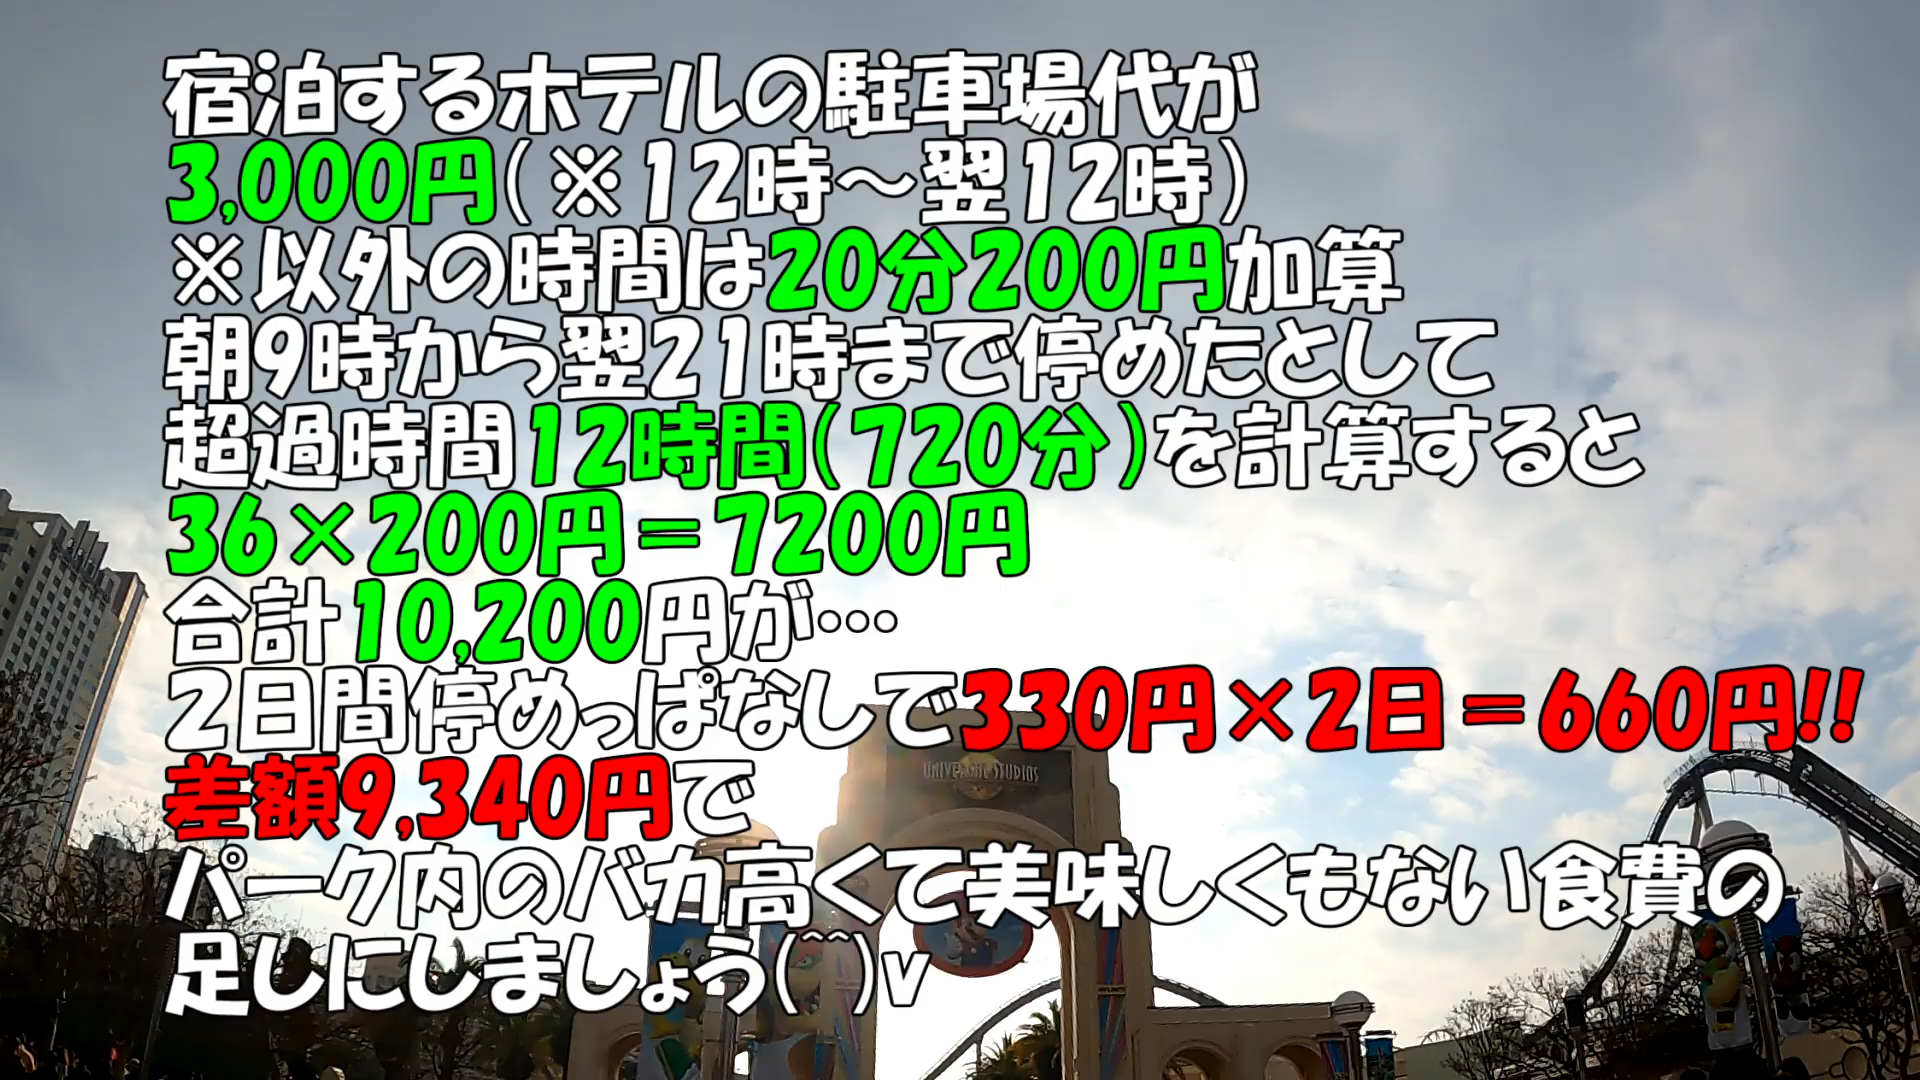 宿泊するホテルの駐車場代が
3,000円(※12時～翌12時)
※以外の時間は20分200円加算
朝9時から翌21時まで停めたとして
超過時間12時間(720分)を計算すると
36×200円＝7200円
合計10,200円が…
2日間停めっぱなしで330円×2日＝660円!!
差額9,340円で
パーク内のバカ高くて美味しくもない食費の
足しにしましょう(^^)v
UNIVERSAL STUDIOS